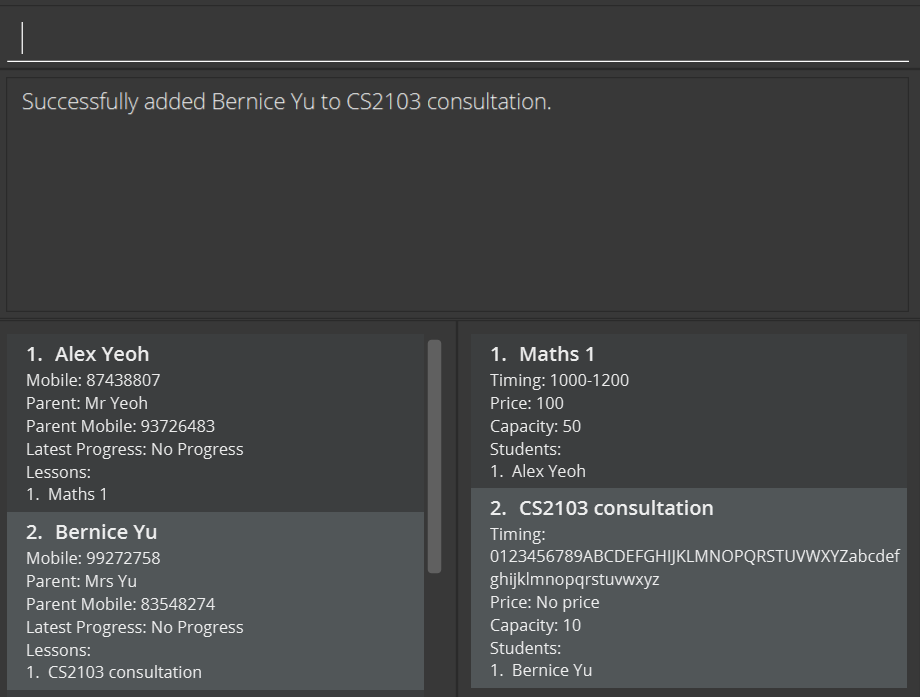 Successfully added Bernice Yu to CS2103 consultation.
1. Alex Yeoh
Mobile: 87438807
Parent: Mr Yeoh
Parent Mobile: 93726483
Latest Progress: No Progress
Lessons:
1. Maths 1
2. Bernice Yu
Mobile: 99272758
Parent: Mrs Yu
Parent Mobile: 83548274
Latest Progress: No Progress
Lessons:
1. CS2103 consultation
1. Maths 1
Timing: 1000-1200
Price: 100
Capacity: 50
Students:
1. Alex Yeoh
2. CS2103 consultation
Timing:
0123456789ABCDEFGHIJKLMNOPQRSTUVWXYZabcdef
ghijklmnopqrstuvwxyz
Price: No price
Capacity: 10
Students:
1. Bernice Yu